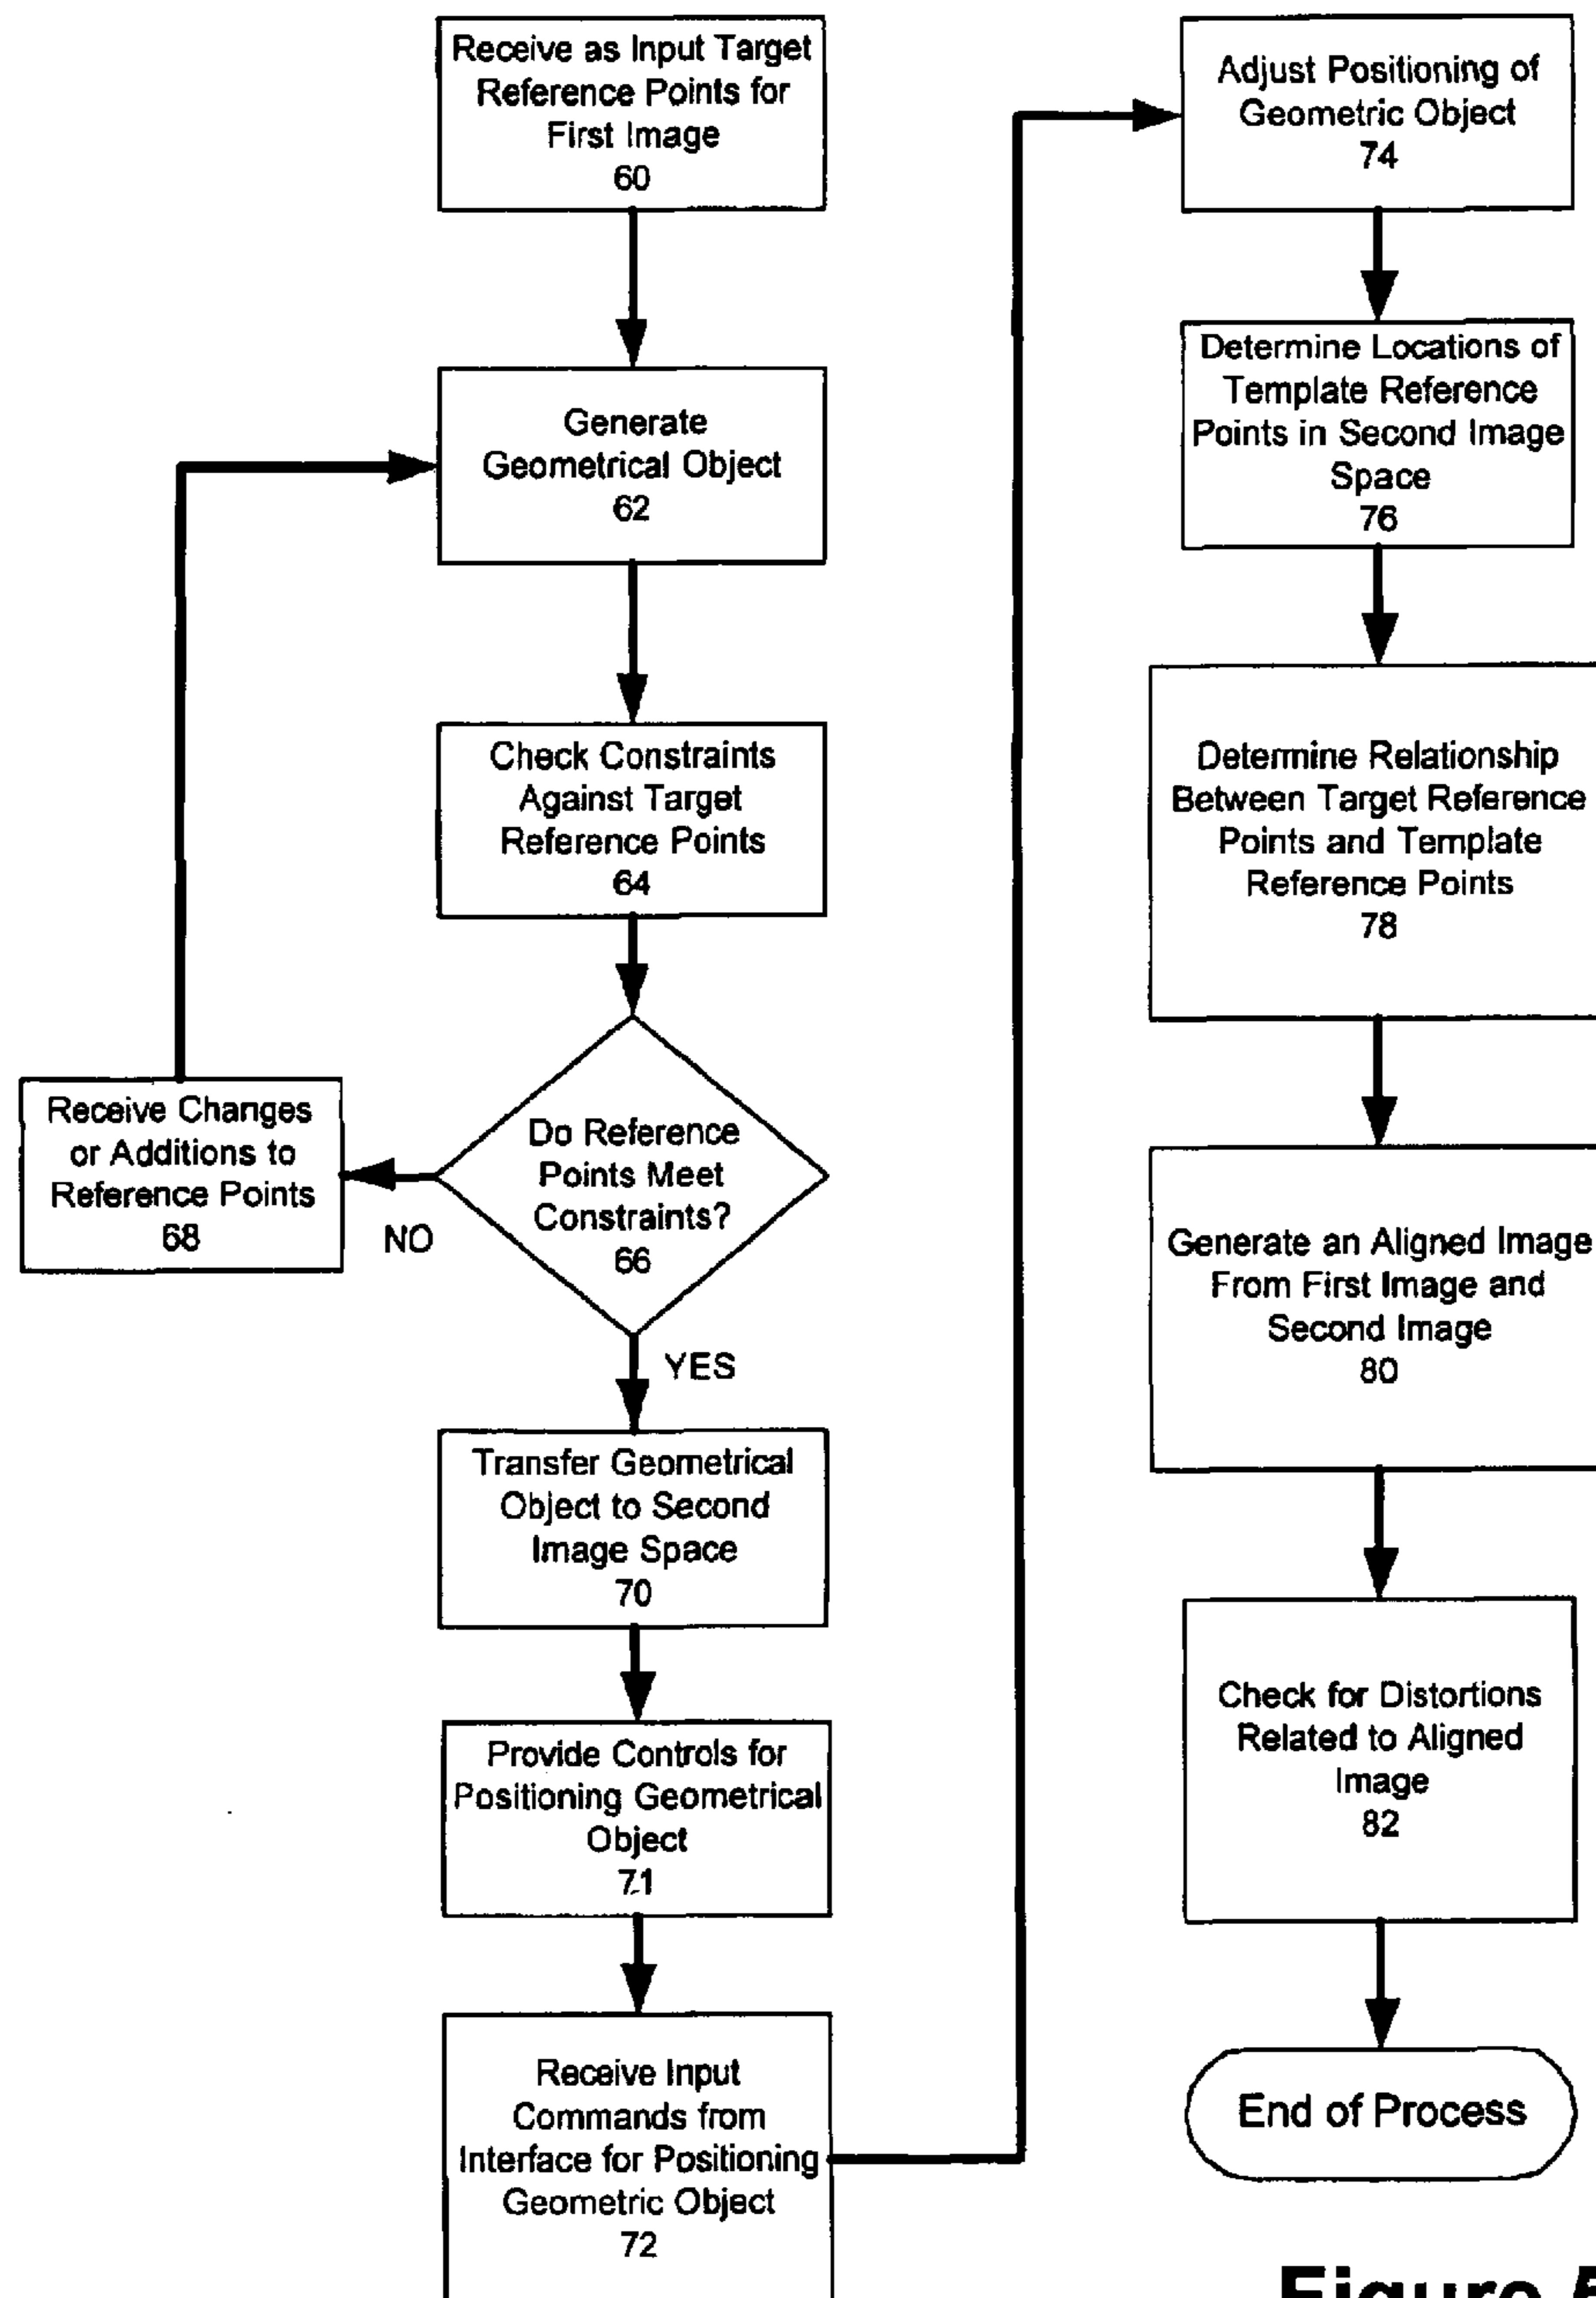 Receive as Input Target
Reference Points for
First Image
60
Generate
Geometrical Object
62
Check Constraints
Against Target
Reference Points
64
Do Reference
Points Meet
Constraints?
66
NO
Receive Changes
or Additions to
Reference Points
68
YES
Transfer Geometrical
Object to Second
Image Space
70
Provide Controls for
Positioning Geometrical
Object
71
Receive Input
Commands from
Interface for Positioning
Geometric Object
72
Adjust Positioning of
Geometric Object
74
Determine Locations of
Template Reference
Points in Second Image
Space
76
Determine Relationship
Between Target Reference
Points and Template
Reference Points
78
Generate an Aligned Image
From First Image and
Second Image
80
Check for Distortions
Related to Aligned
Image
82
End of Process
Figure 5